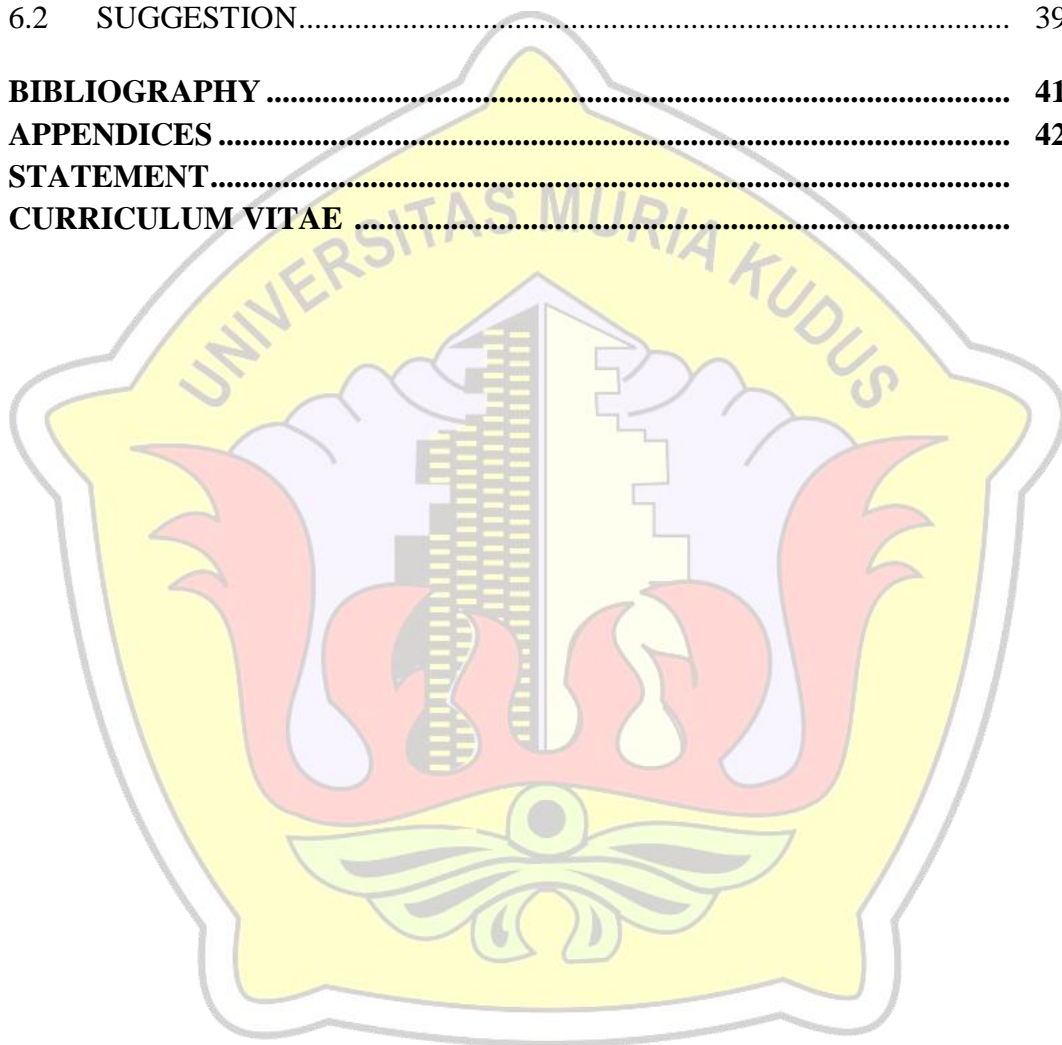 6.2 SUGGESTION.......................................................................................... 39
BIBLIOGRAPHY ............................................................................................ 41
APPENDICES .................................................................................................. 42
STATEMENT...................................................................................................
CURRICULUM VITAE .................................................................................
UNIVERSITAS MURIA KUDUS